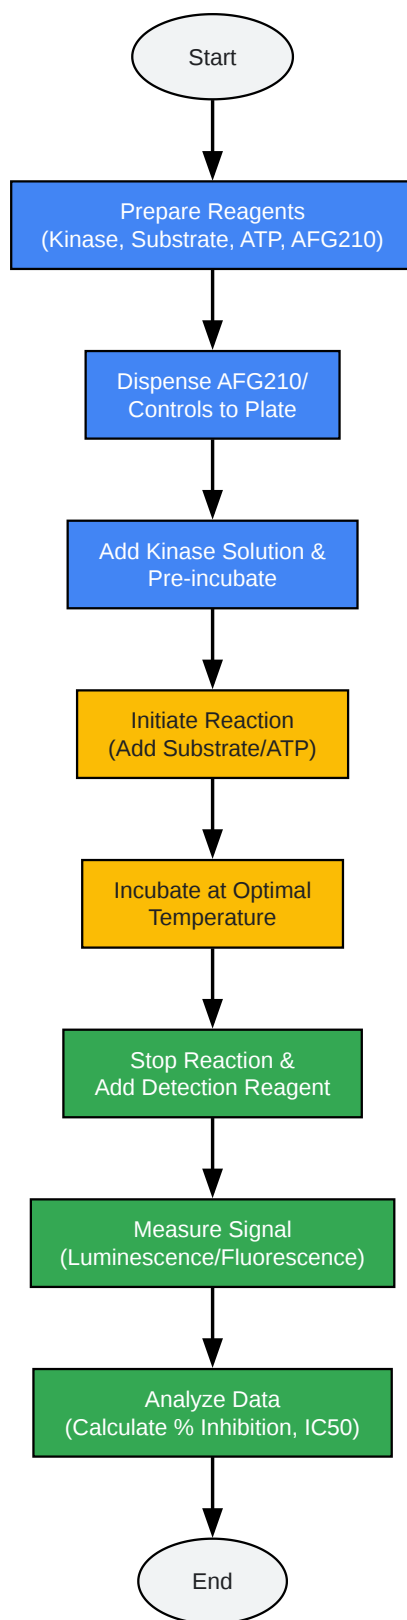 Start
Prepare Reagents
(Kinase, Substrate, ATP, AFG210)
Dispense AFG210/
Controls to Plate
Add Kinase Solution &
Pre-incubate
Initiate Reaction
(Add Substrate/ATP)
Incubate at Optimal
Temperature
Stop Reaction &
Add Detection Reagent
Measure Signal
(Luminescence/Fluorescence)
Analyze Data
(Calculate % Inhibition, IC50)
End